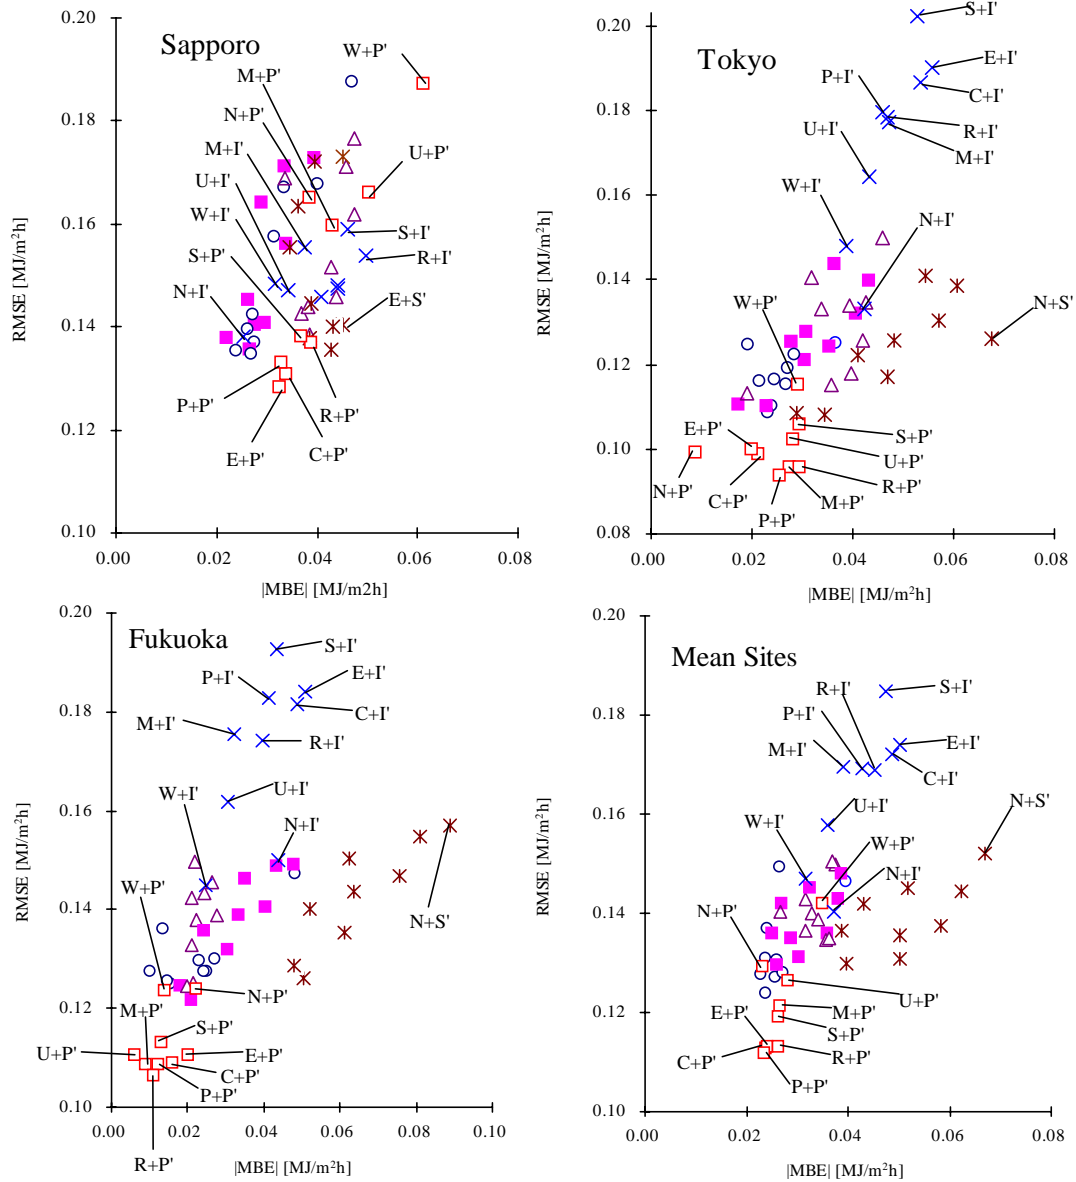 0.20
Sapporo
W+P'
M+P'
0.18
N+P'
M+I'
U+P'
U+I'
0.16
W+I'
S+I'
S+P'
R+I'
N+I'
E+S'
0.14
P+P'
R+P'
0.12
E+P'
C+P'
0.10
0.00 0.02 0.04 0.06 0.08
RMSE [MJ/m²h]
|MBE| [MJ/m2h]
S+I'
0.20
Tokyo
E+I'
P+I'
C+I'
0.18
U+I'
R+I'
M+I'
0.16
W+I'
N+I'
0.14
W+P'
N+S'
0.12
E+P'
S+P'
0.10
U+P'
N+P'
C+P'
R+P'
M+P'
P+P'
0.08
0.00 0.02 0.04 0.06 0.08
RMSE [MJ/m²h]
|MBE| [MJ/m²h]
0.20
Fukuoka
S+I'
P+I'
E+I'
0.18
C+I'
M+I'
R+I'
0.16
W+I'
U+I'
N+I'
0.14
W+P'
N+S'
0.12
M+P'
N+P'
S+P'
U+P'
E+P'
C+P'
P+P'
0.10
0.00 0.02 0.04 0.06 0.08 0.10
R+P'
RMSE [MJ/m²h]
|MBE| [MJ/m²h]
0.20
Mean Sites
R+I'
S+I'
P+I'
0.18
M+I'
E+I'
C+I'
0.16
W+I'
U+I'
N+S'
W+P'
N+I'
0.14
N+P'
0.12
U+P'
E+P'
M+P'
S+P'
C+P'
R+P'
P+P'
0.10
0.00 0.02 0.04 0.06 0.08
RMSE [MJ/m²h]
|MBE| [MJ/m²h]